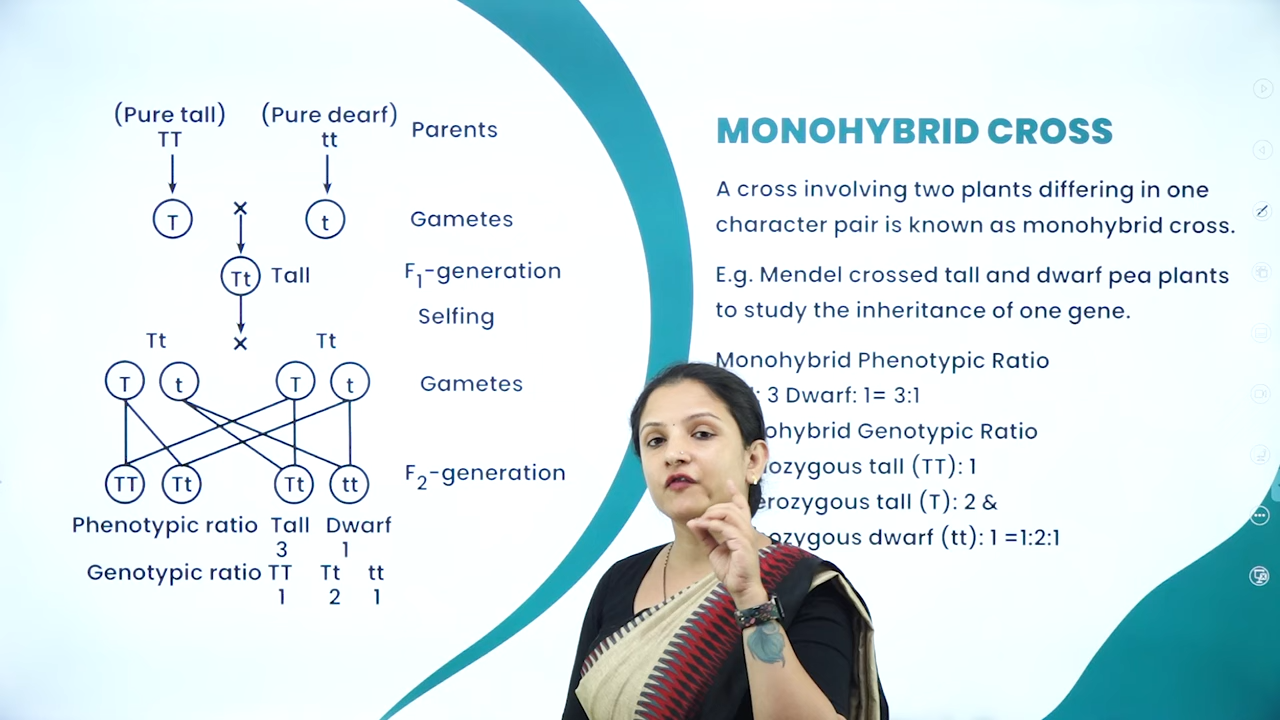 (Pure tall) (Pure dearf)
TT tt Parents
T × t Gametes
Tt Tall F1-generation
Selfing
Tt × Tt
T t T t Gametes
TT Tt Tt tt F2-generation
Phenotypic ratio Tall Dwarf
3 1
Genotypic ratio TT Tt tt
1 2 1
MONOHYBRID CROSS
A cross involving two plants differing in one
character pair is known as monohybrid cross.
E.g. Mendel crossed tall and dwarf pea plants
to study the inheritance of one gene.
Monohybrid Phenotypic Ratio
: 3 Dwarf: 1= 3:1
Genotypic Ratio
tall (TT): 1
tall (T): 2 &
dwarf (tt): 1 =1:2:1